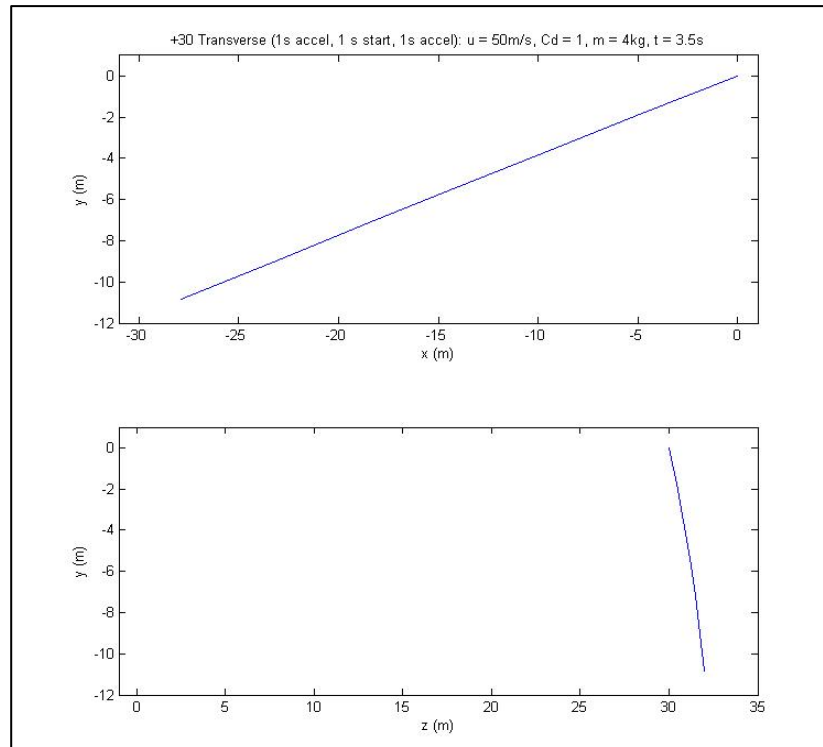 +30 Transverse (1s accel, 1 s start, 1s accel): u = 50m/s, Cd = 1, m = 4kg, t = 3.5s
0
-2
-4
-6
-8
-10
-12
y (m)
-30 -25 -20 -15 -10 -5 0
x (m)
0
-2
-4
-6
-8
-10
-12
y (m)
0 5 10 15 20 25 30 35
z (m)